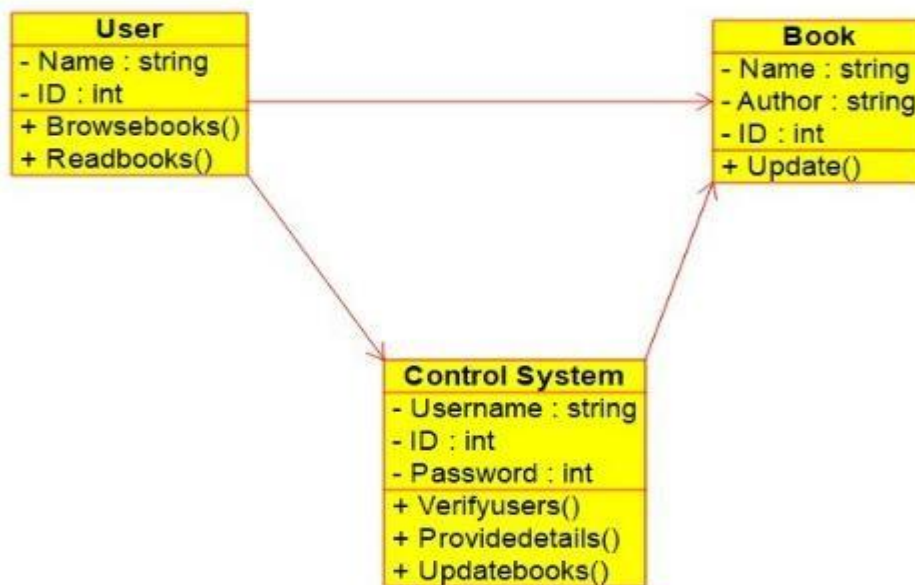 User
- Name : string
- ID : int
+ Browsebooks()
+ Readbooks()
Book
- Name : string
- Author : string
- ID : int
+ Update()
Control System
- Username : string
- ID : int
- Password : int
+ Verifyusers()
+ Providedetails()
+ Updatebooks()